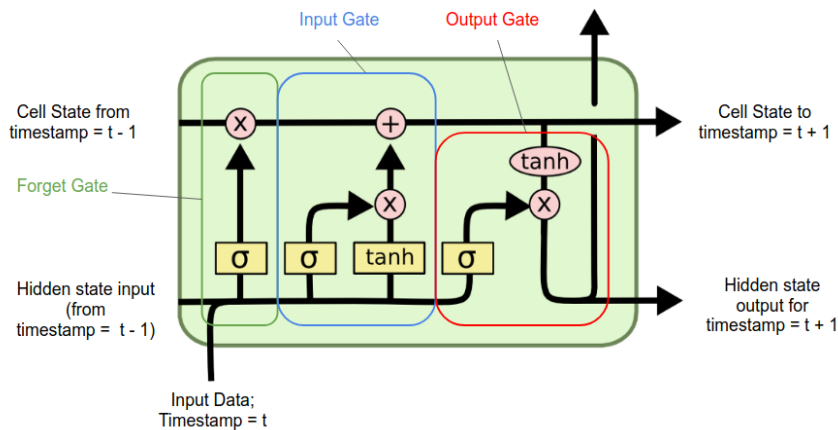 Input Gate
Output Gate
Cell State from
timestamp = t - 1
x
+
Cell State to
timestamp = t + 1
tanh
Forget Gate
x
x
σ
σ
tanh
σ
Hidden state input
(from
timestamp = t - 1)
Hidden state
output for
timestamp = t + 1
Input Data;
Timestamp = t